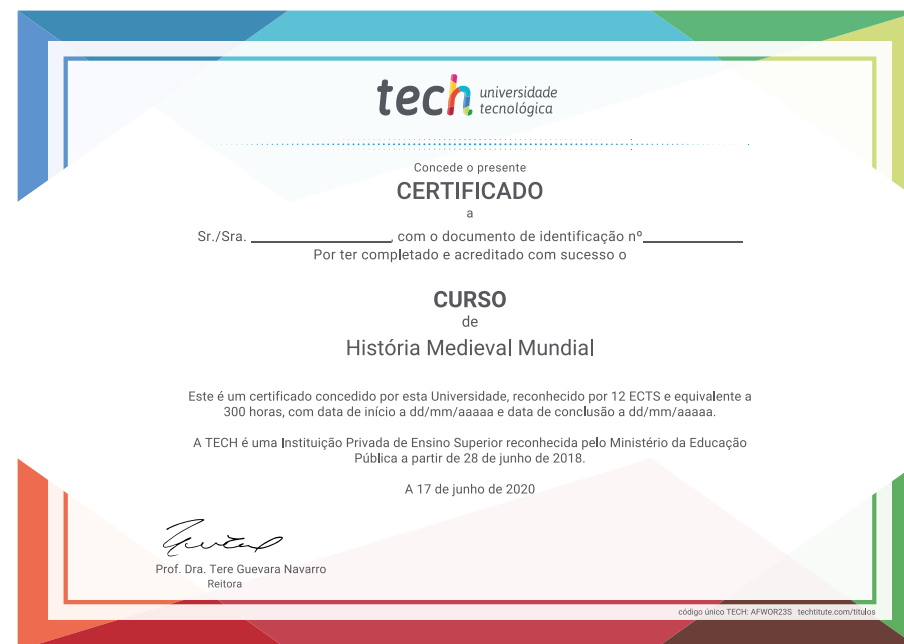 tech universidade
tecnológica
Concede o presente
CERTIFICADO
a
Sr./Sra. ____________________, com o documento de identificação nº______________
Por ter completado e acreditado com sucesso o
CURSO
de
História Medieval Mundial
Este é um certificado concedido por esta Universidade, reconhecido por 12 ECTS e equivalente a
300 horas, com data de início a dd/mm/aaaaa e data de conclusão a dd/mm/aaaaa.
A TECH é uma Instituição Privada de Ensino Superior reconhecida pelo Ministério da Educação
Pública a partir de 28 de junho de 2018.
A 17 de junho de 2020
Prof. Dra. Tere Guevara Navarro
Reitora
código único TECH: AFWOR23S techtitute.com/titulos